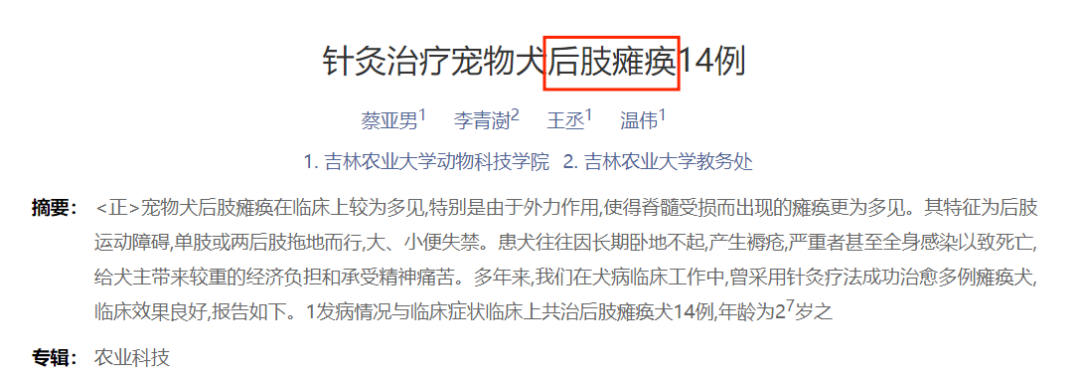 针灸治疗宠物犬后肢瘫痪14例
蔡亚男1 李青澍2 王丞1 温伟1
1. 吉林农业大学动物科技学院 2. 吉林农业大学教务处
摘要： <正>宠物犬后肢瘫痪在临床上较为多见,特别是由于外力作用,使得脊髓受损而出现的瘫痪更为多见。其特征为后肢
运动障碍,单肢或两后肢拖地而行,大、小便失禁。患犬往往因长期卧地不起,产生褥疮,严重者甚至全身感染以致死亡,
给犬主带来较重的经济负担和承受精神痛苦。多年来,我们在犬病临床工作中,曾采用针灸疗法成功治愈多例瘫痪犬,
临床效果良好,报告如下。1发病情况与临床症状临床上共治后肢瘫痪犬14例,年龄为27岁之
专辑： 农业科技